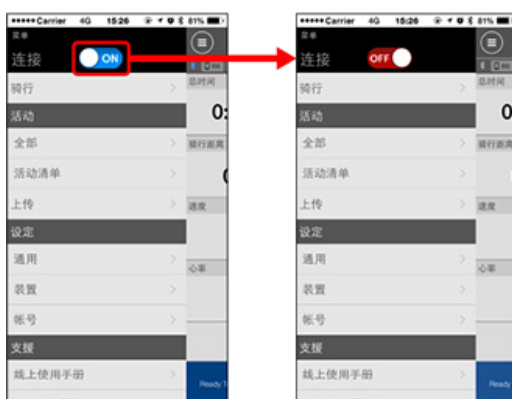 •••••Carrier 4G 15:26 81%
菜单
连接 ON
骑行
活动
全部
活动清单
上传
设定
通用
装置
帐号
支援
线上使用手册
总时间
0:
骑行距离
速度
心率
Ready T
•••••Carrier 4G 15:26 81%
菜单
连接 OFF
骑行
活动
全部
活动清单
上传
设定
通用
装置
帐号
支援
线上使用手册
总时间
0
骑行距离
速度
心率
Ready